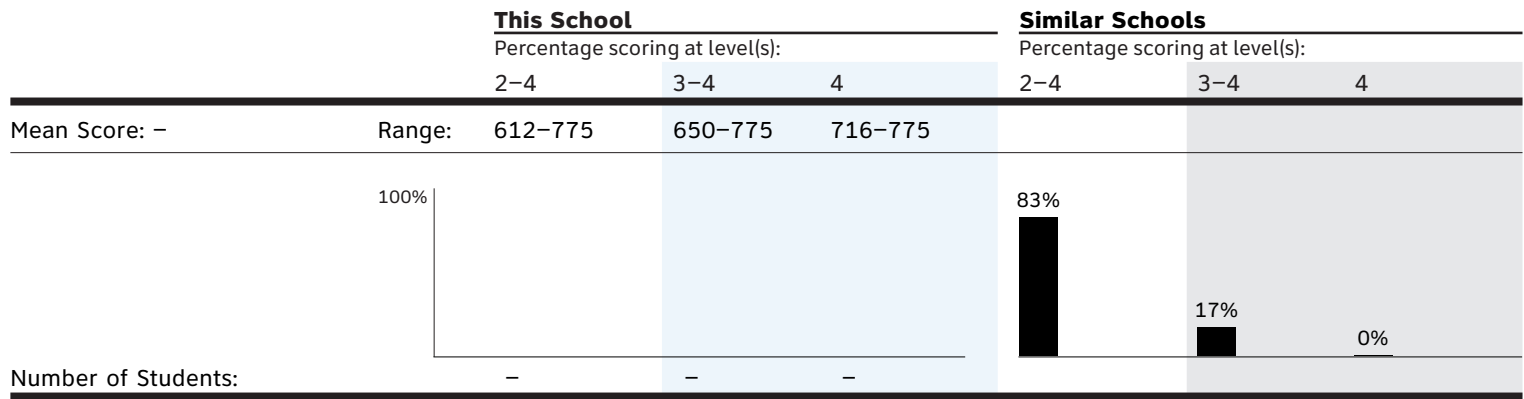 This School Similar Schools
Percentage scoring at level(s): Percentage scoring at level(s):
2–4 3–4 4 2–4 3–4 4
Mean Score: – Range: 612–775 650–775 716–775
100%
83%
17%
0%
Number of Students: – – –